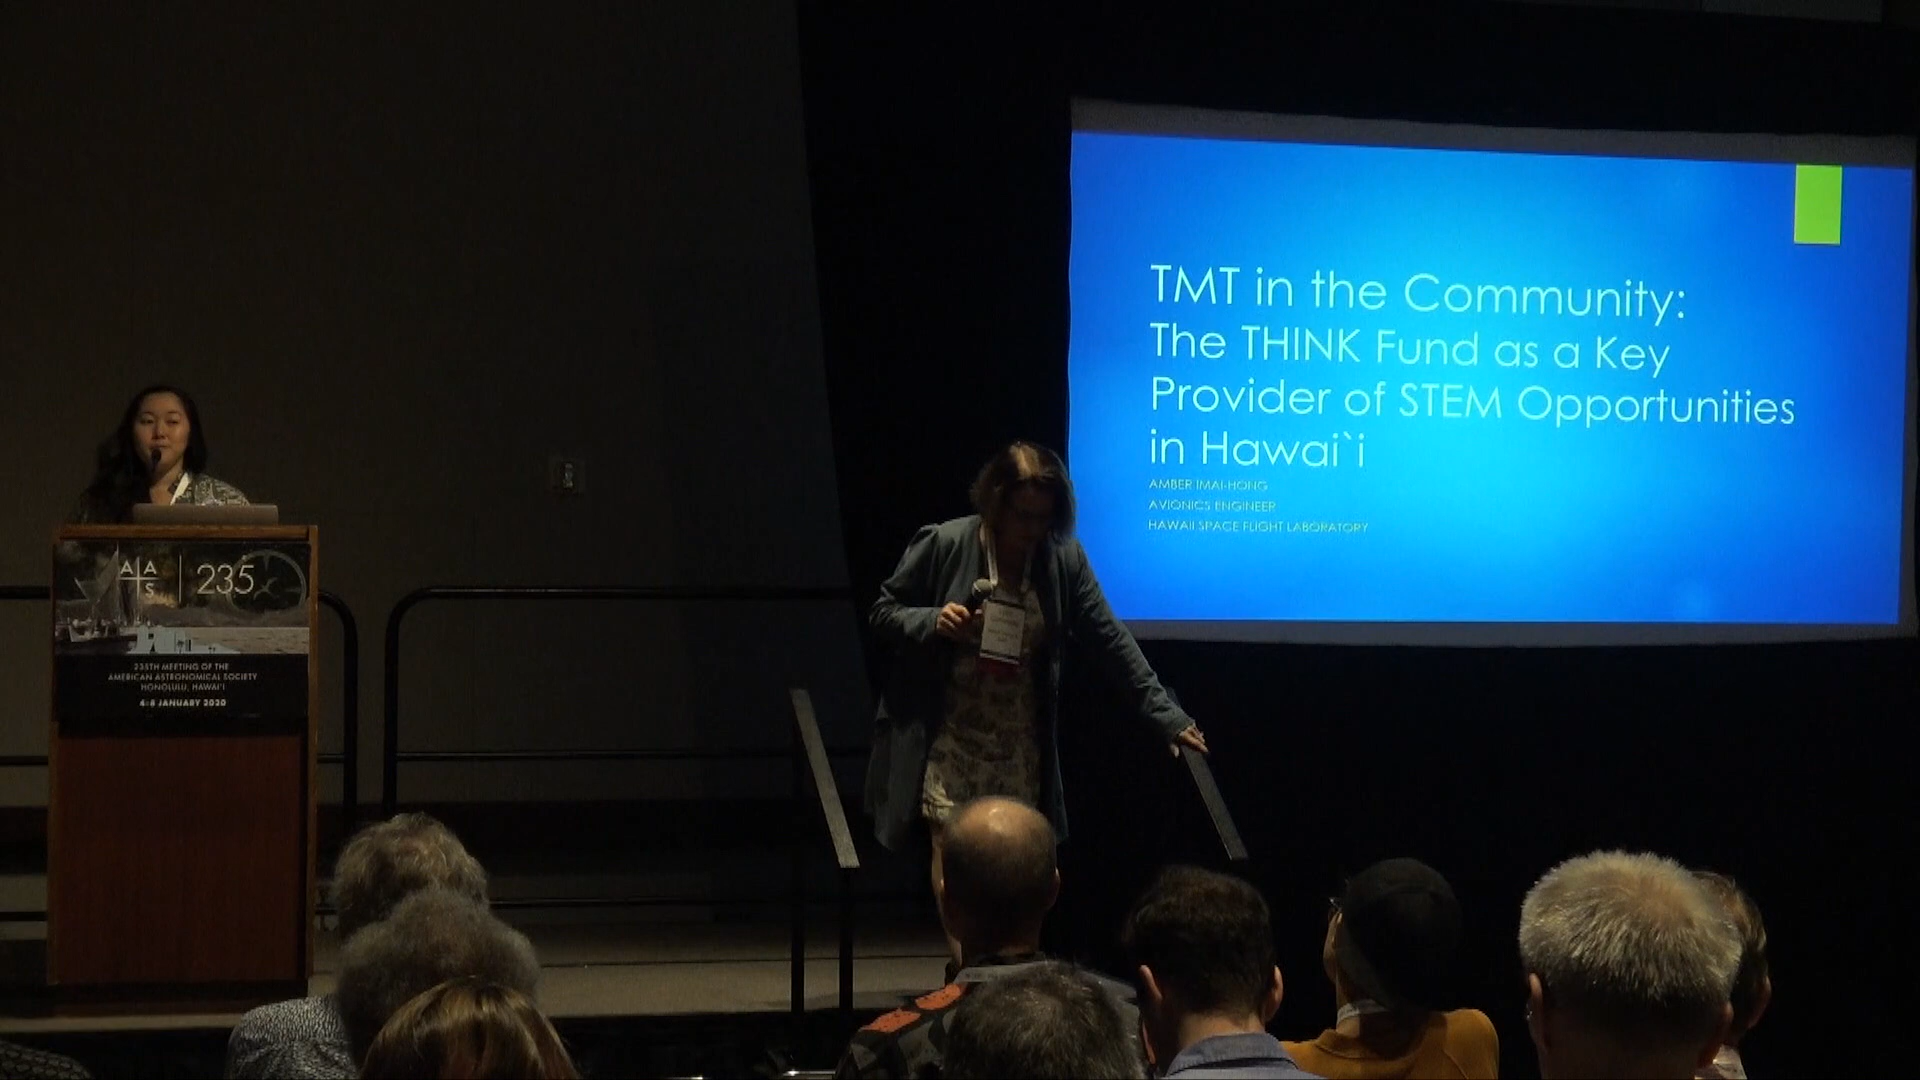 TMT in the Community:
The THINK Fund as a Key
Provider of STEM Opportunities
in Hawai`i
AMBER IMAI-HONG
AVIONICS ENGINEER
HAWAII SPACE FLIGHT LABORATORY
AAS
235
235TH MEETING OF THE
AMERICAN ASTRONOMICAL SOCIETY
HONOLULU, HAWAI'I
4-8 JANUARY 2020